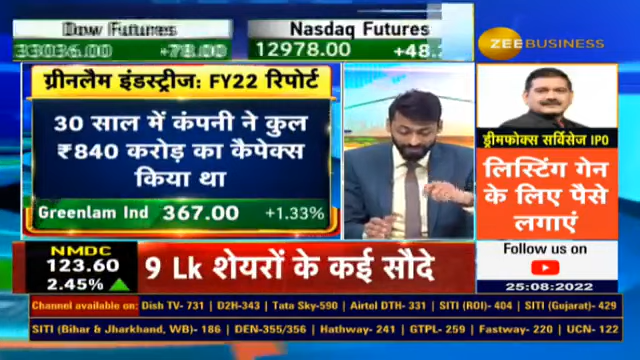 Dow Futures
33036.00 +78.00
Nasdaq Futures
12978.00
ZEE BUSINESS
ग्रीनलैम इंडस्ट्रीज: FY22 रिपोर्ट
30 साल में कंपनी ने कुल
₹840 करोड़ का कैपेक्स
किया था
Greenlam Ind 367.00 +1.33%
ड्रीमफोक्स सर्विसेज IPO
लिस्टिंग गेन
के लिए पैसे
लगाएं
NMDC
123.60
2.45%
9 Lk शेयरों के कई सौदे
Follow us on
YouTube
25:08:2022
Channel available on: Dish TV- 731 | D2H-343 | Tata Sky-590 | Airtel DTH- 331 | SITI (ROI)- 404 | SITI (Gujarat)- 429
SITI (Bihar & Jharkhand, WB)- 186 | DEN-355/356 | Hathway- 241 | GTPL- 259 | Fastway- 220 | UCN- 122